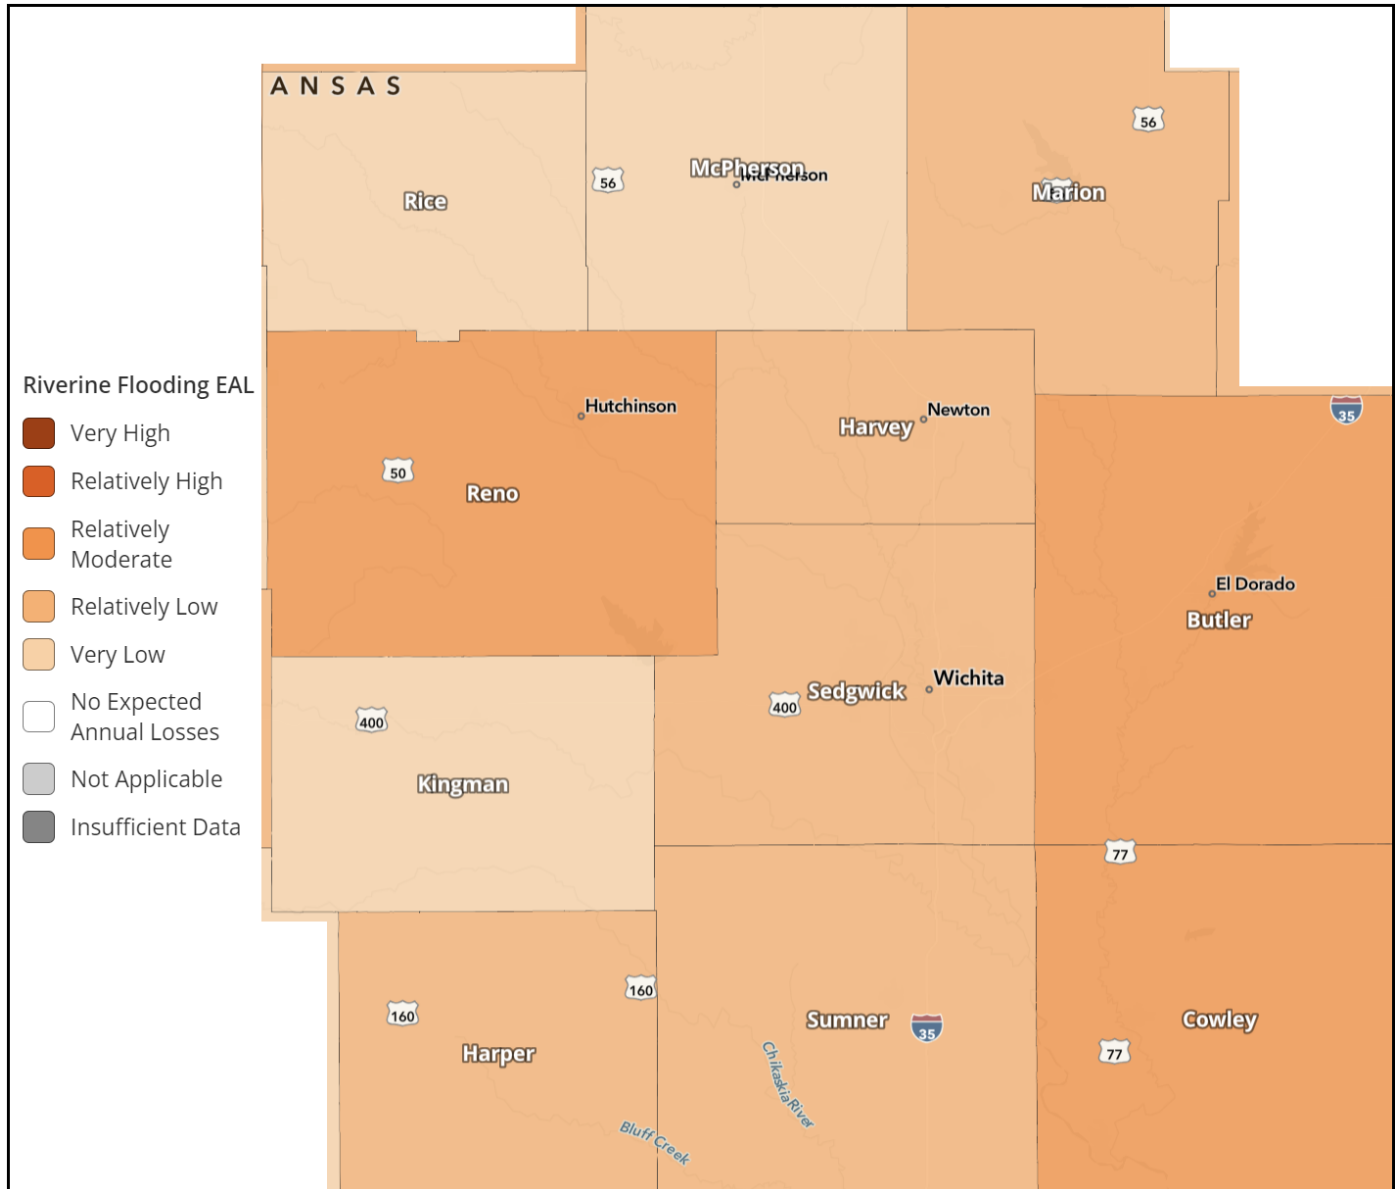 ANSAS
56
McPherson
McPherson
56
Rice
Marion
Riverine Flooding EAL
Very High
Relatively High
Relatively
Moderate
Relatively Low
Very Low
No Expected
Annual Losses
Not Applicable
Insufficient Data
Hutchinson
Newton
35
Harvey
50
Reno
El Dorado
Butler
Wichita
Sedgwick
400
400
Kingman
77
160
160
Sumner
35
Cowley
Harper
77
Chikaskia River
Bluff Creek